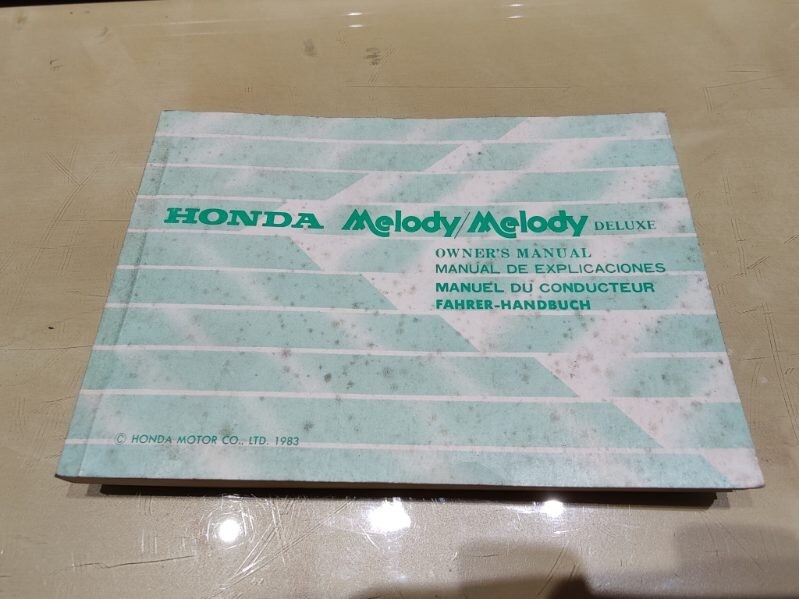 HONDA Melody/Melody DELUXE
OWNER'S MANUAL
MANUAL DE EXPLICACIONES
MANUEL DU CONDUCTEUR
FAHRER-HANDBUCH
© HONDA MOTOR CO., LTD. 1983